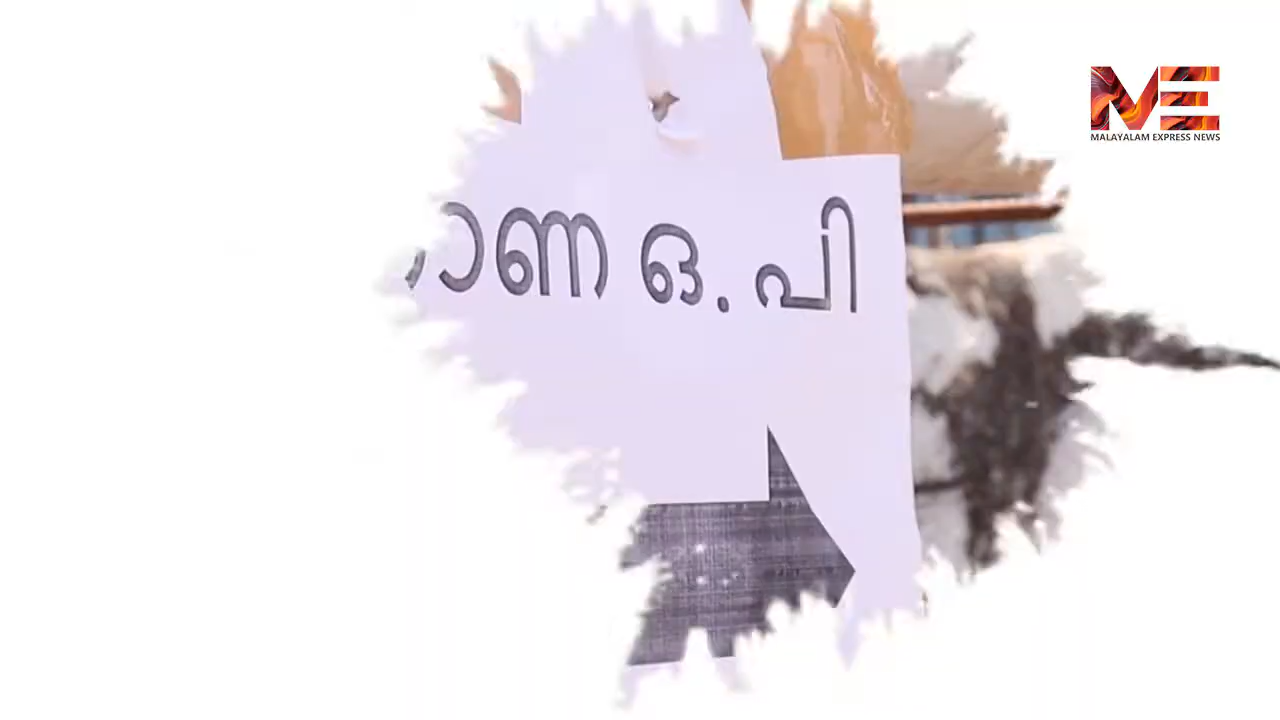 ME
MALAYALAM EXPRESS NEWS
ാണ ഒ. പി